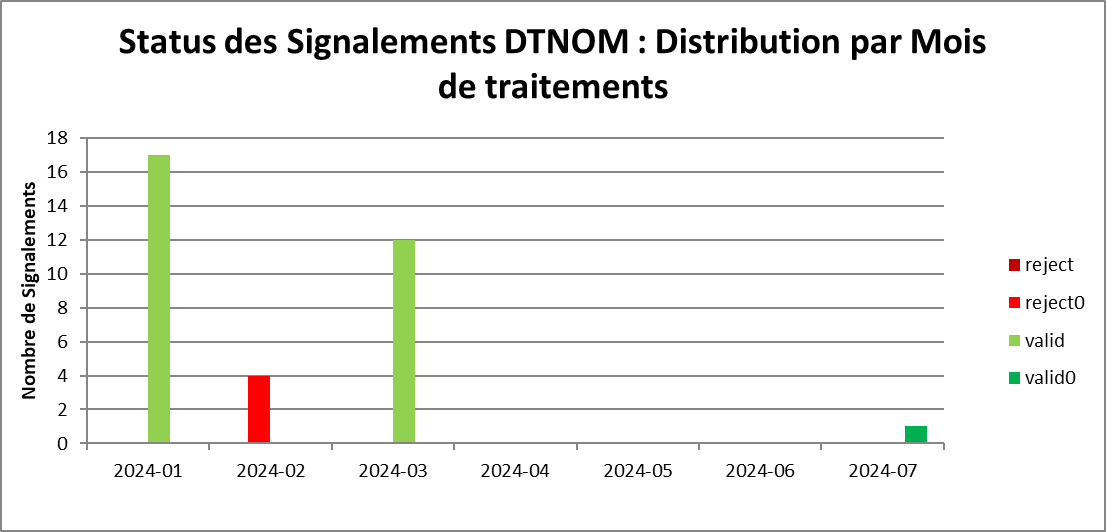 Status des Signalements DTNOM : Distribution par Mois
de traitements
Nombre de Signalements
18
16
14
12
10
8
6
4
2
0
2024-01 2024-02 2024-03 2024-04 2024-05 2024-06 2024-07
reject
reject0
valid
valid0